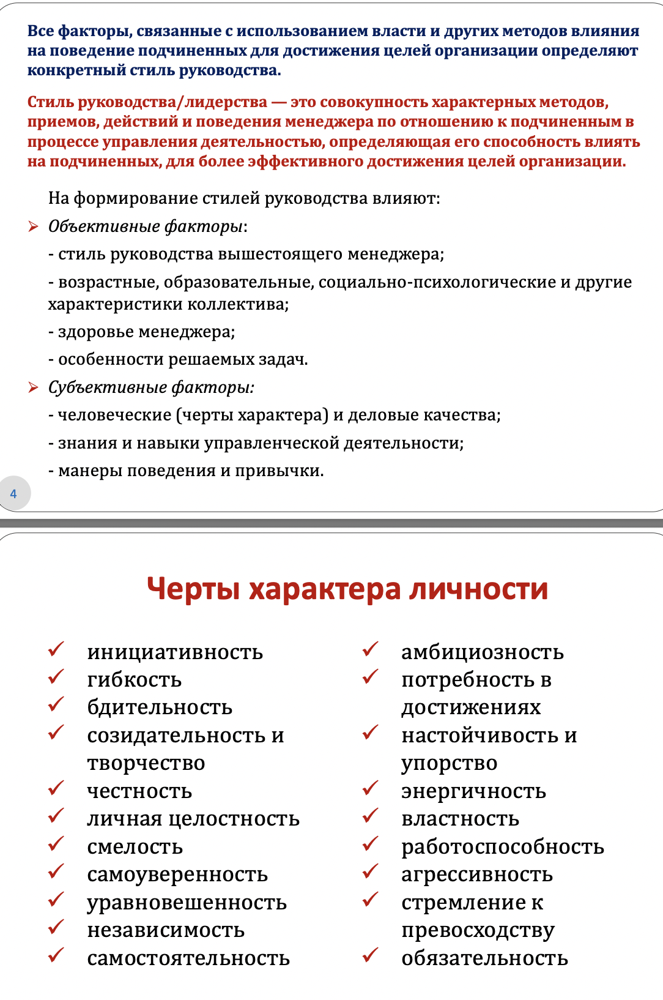 Все факторы, связанные с использованием власти и других методов влияния
на поведение подчиненных для достижения целей организации определяют
конкретный стиль руководства.
Стиль руководства/лидерства — это совокупность характерных методов,
приемов, действий и поведения менеджера по отношению к подчиненным в
процессе управления деятельностью, определяющая его способность влиять
на подчиненных, для более эффективного достижения целей организации.
На формирование стилей руководства влияют:
➢ Объективные факторы:
- стиль руководства вышестоящего менеджера;
- возрастные, образовательные, социально-психологические и другие
характеристики коллектива;
- здоровье менеджера;
- особенности решаемых задач.
➢ Субъективные факторы:
- человеческие (черты характера) и деловые качества;
- знания и навыки управленческой деятельности;
- манеры поведения и привычки.
4
Черты характера личности
✓ инициативность
✓ гибкость
✓ бдительность
✓ созидательность и
творчество
✓ честность
✓ личная целостность
✓ смелость
✓ самоуверенность
✓ уравновешенность
✓ независимость
✓ самостоятельность
✓ амбициозность
✓ потребность в
достижениях
✓ настойчивость и
упорство
✓ энергичность
✓ властность
✓ работоспособность
✓ агрессивность
✓ стремление к
превосходству
✓ обязательность